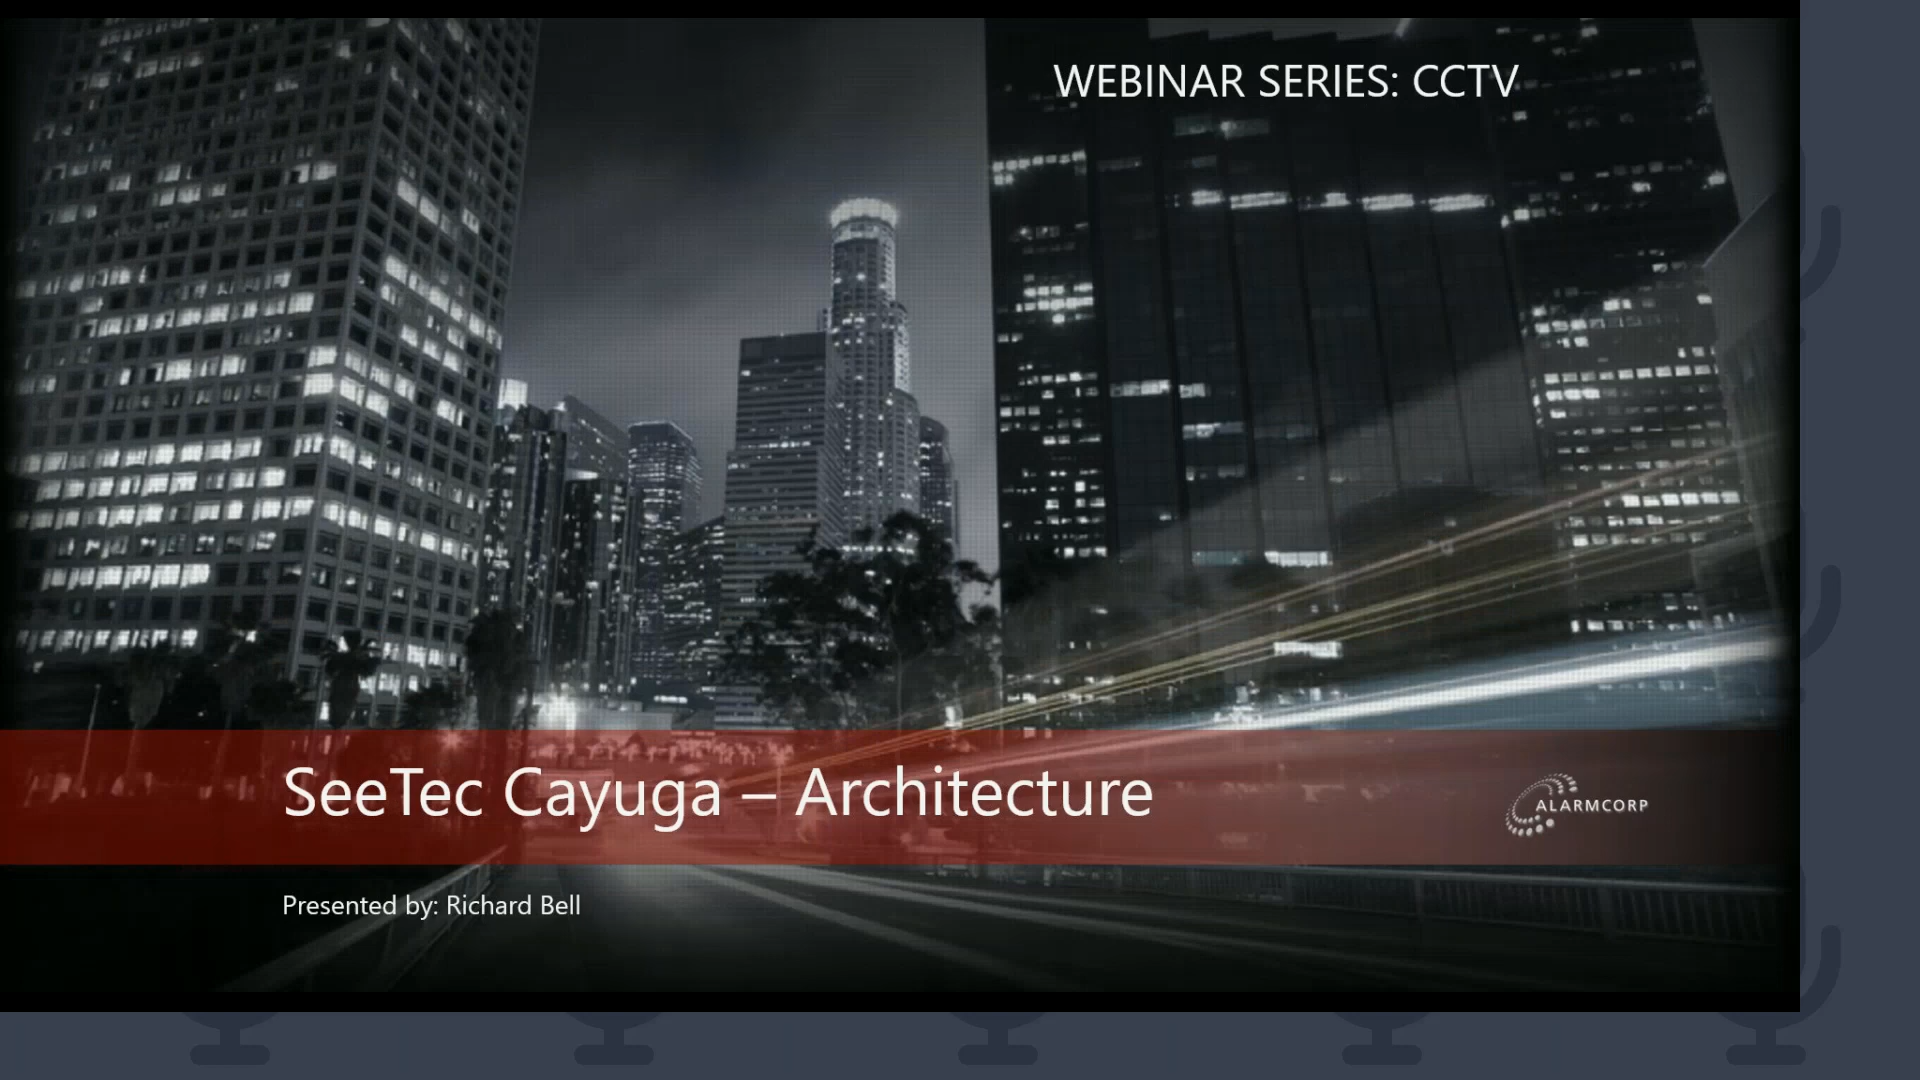 WEBINAR SERIES: CCTV
SeeTec Cayuga – Architecture
ALARMCORP
Presented by: Richard Bell